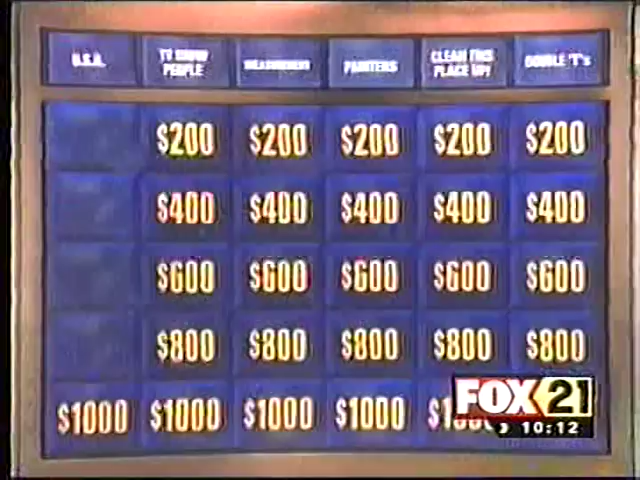 U.S.A. TV SHOW PEOPLE MEASUREMENT PAINTERS CLEAN THIS PLACE UP! DOUBLE "T"s
$200 $200 $200 $200 $200
$400 $400 $400 $400 $400
$600 $600 $600 $600 $600
$800 $800 $800 $800 $800
$1000 $1000 $1000 $1000
FOX 21
10:12